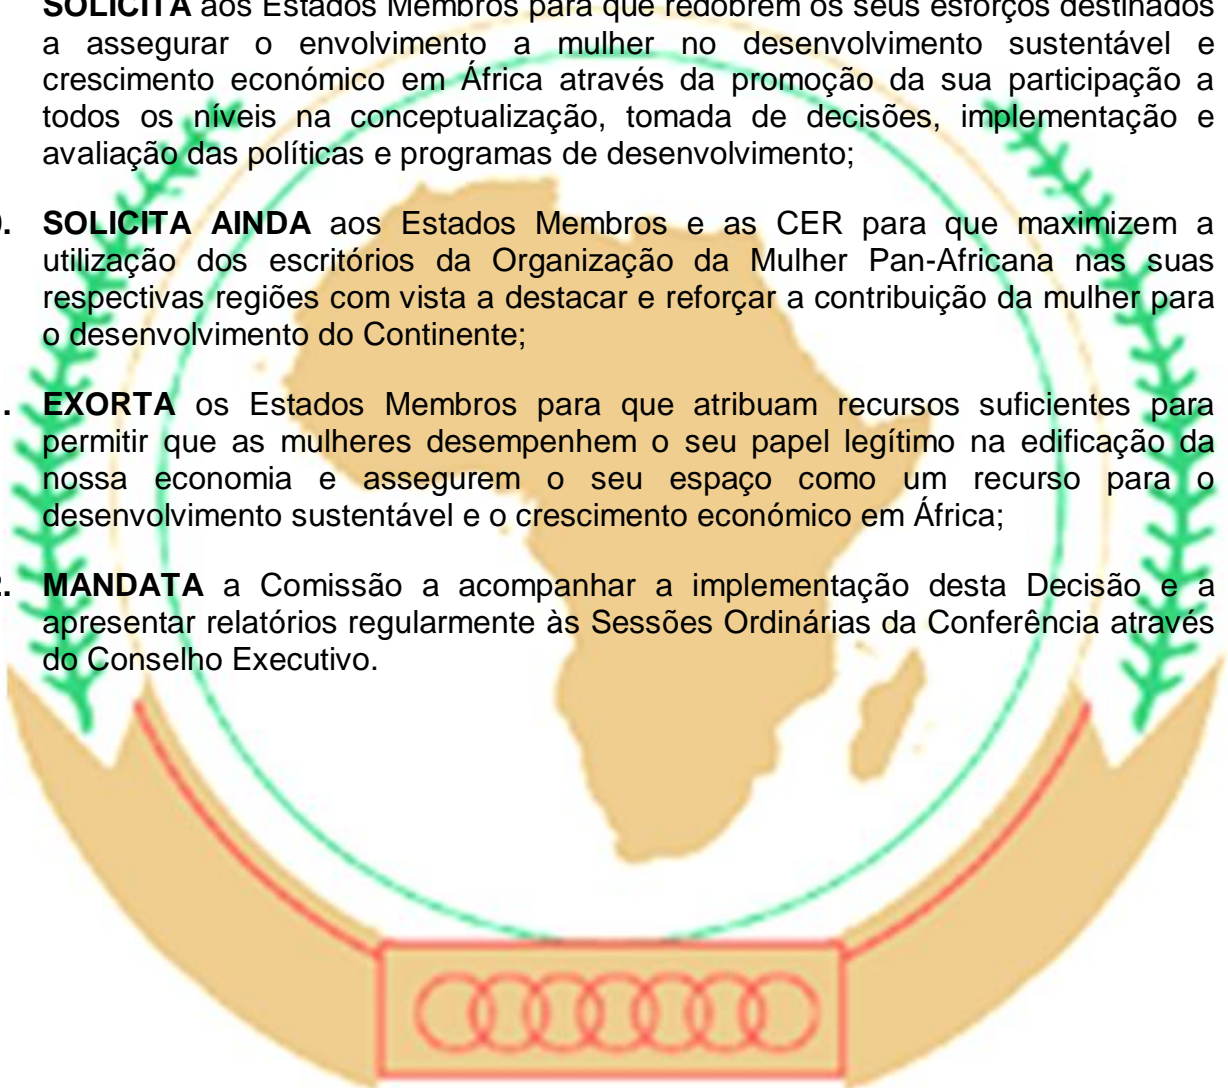 SOLICITA aos Estados Membros para que redobrem os seus esforços destinados
a assegurar o envolvimento a mulher no desenvolvimento sustentável e
crescimento económico em África através da promoção da sua participação a
todos os níveis na conceptualização, tomada de decisões, implementação e
avaliação das políticas e programas de desenvolvimento;
. SOLICITA AINDA aos Estados Membros e as CER para que maximizem a
utilização dos escritórios da Organização da Mulher Pan-Africana nas suas
respectivas regiões com vista a destacar e reforçar a contribuição da mulher para
o desenvolvimento do Continente;
. EXORTA os Estados Membros para que atribuam recursos suficientes para
permitir que as mulheres desempenhem o seu papel legítimo na edificação da
nossa economia e assegurem o seu espaço como um recurso para o
desenvolvimento sustentável e o crescimento económico em África;
2. MANDATA a Comissão a acompanhar a implementação desta Decisão e a
apresentar relatórios regularmente às Sessões Ordinárias da Conferência através
do Conselho Executivo.